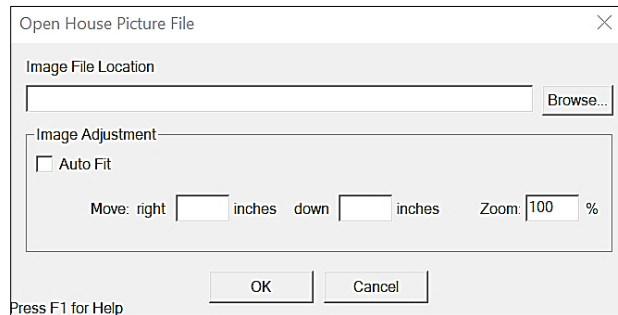 Open House Picture File
Image File Location
Browse...
Image Adjustment
Auto Fit
Move: right inches down inches Zoom: 100 %
OK Cancel
Press F1 for Help